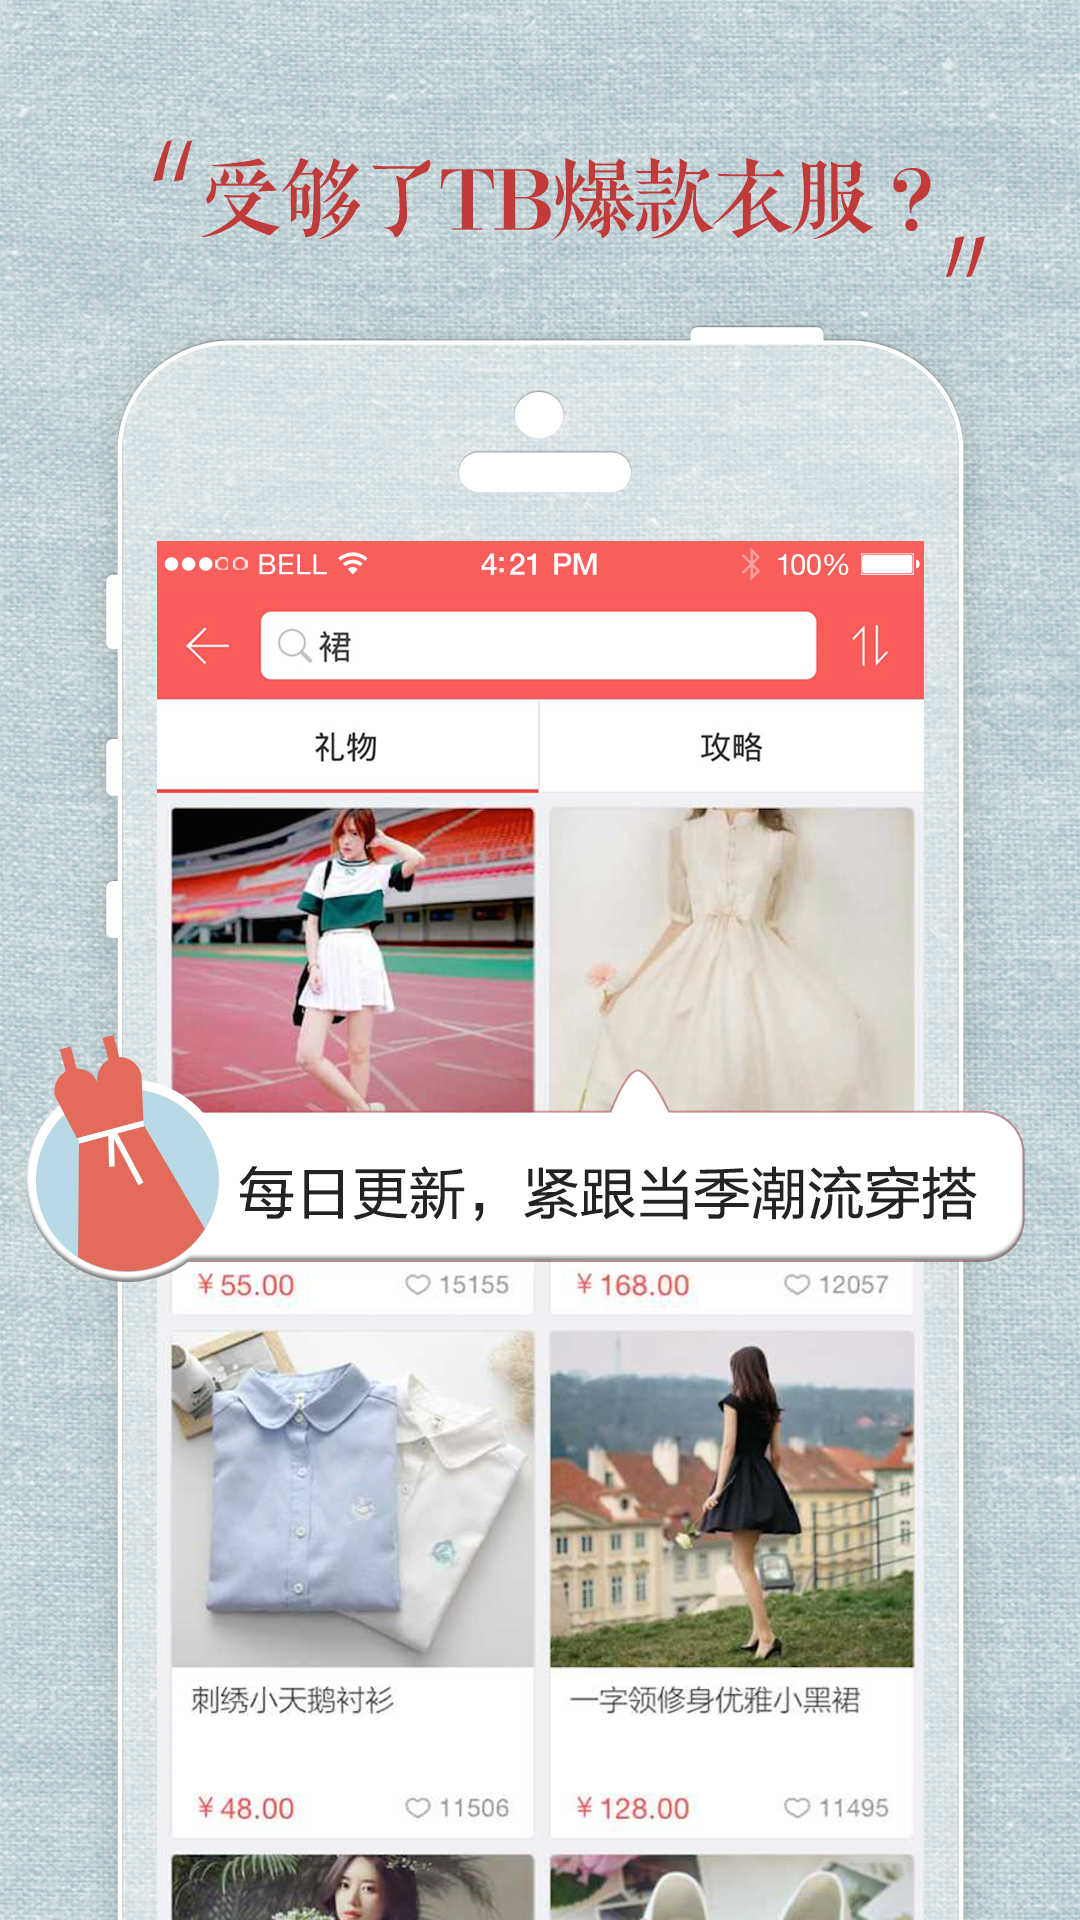 "受够了TB爆款衣服？"
BELL 4:21 PM 100%
裙
礼物 攻略
每日更新，紧跟当季潮流穿搭
¥55.00 15155 ¥168.00 12057
刺绣小天鹅衬衫 一字领修身优雅小黑裙
¥48.00 11506 ¥128.00 11495